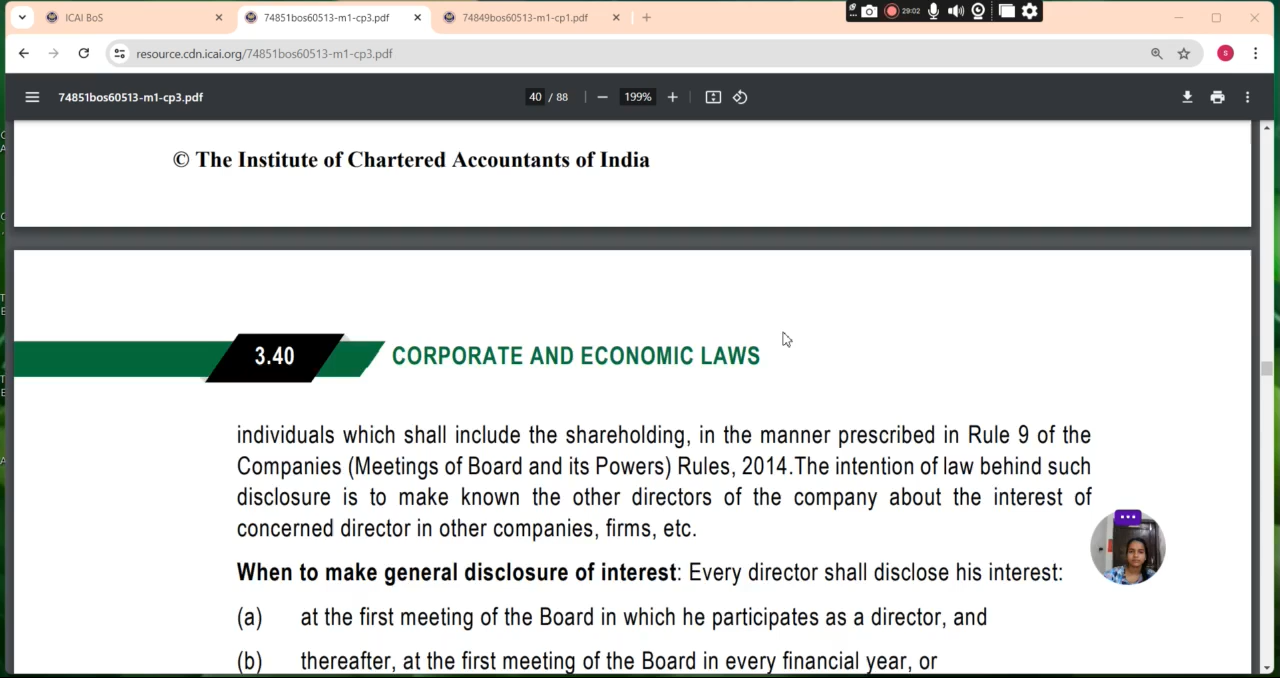 ICAI BoS
74851bos60513-m1-cp3.pdf
74849bos60513-m1-cp1.pdf
29:02
resource.cdn.icai.org/74851bos60513-m1-cp3.pdf
S
74851bos60513-m1-cp3.pdf
40 / 88
199%
© The Institute of Chartered Accountants of India
3.40
CORPORATE AND ECONOMIC LAWS
individuals which shall include the shareholding, in the manner prescribed in Rule 9 of the
Companies (Meetings of Board and its Powers) Rules, 2014.The intention of law behind such
disclosure is to make known the other directors of the company about the interest of
concerned director in other companies, firms, etc.
When to make general disclosure of interest: Every director shall disclose his interest:
(a) at the first meeting of the Board in which he participates as a director, and
(b) thereafter, at the first meeting of the Board in every financial year, or